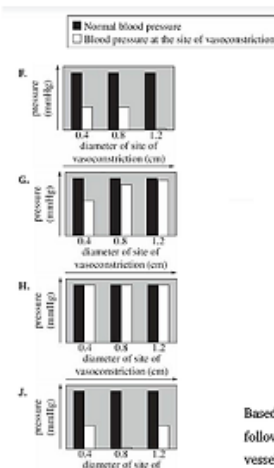 Normal blood pressure
Blood pressure at the site of vasoconstriction
F.
pressure
(mmHg)
0.4 0.8 1.2
diameter of site of
vasoconstriction (cm)
G.
pressure
(mmHg)
0.4 0.8 1.2
diameter of site of
vasoconstriction (cm)
H.
pressure
(mmHg)
0.4 0.8 1.2
diameter of site of
vasoconstriction (cm)
J.
pressure
(mmHg)
0.4 0.8 1.2
diameter of site of
Based
follow
vesse